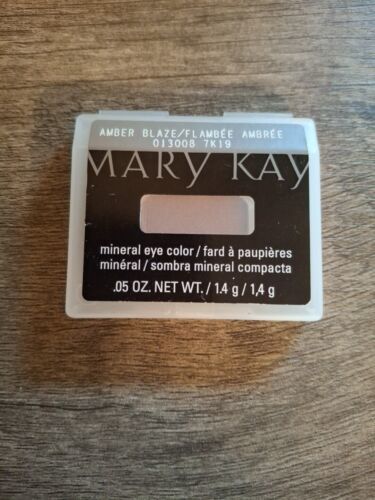 AMBER BLAZE/FLAMBÉE AMBRÉE
013008 7K19
MARY KAY
mineral eye color / fard à paupières
minéral / sombra mineral compacta
.05 OZ. NET WT. / 1.4 g / 1,4 g